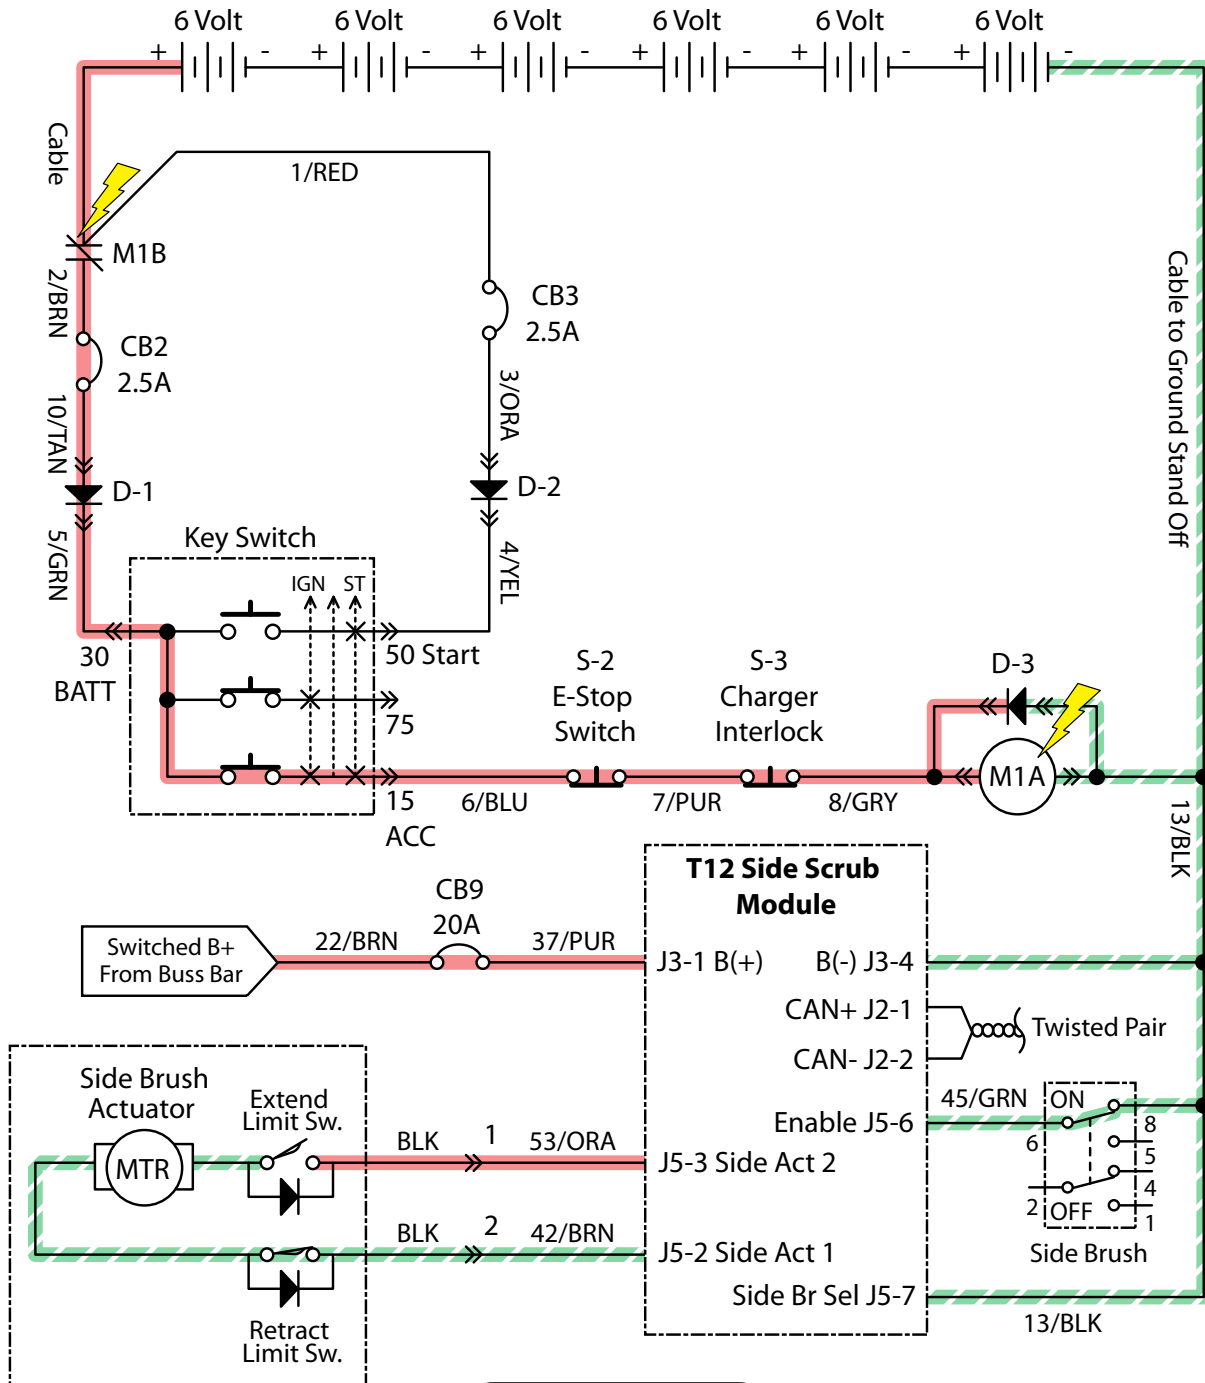 6 Volt 6 Volt 6 Volt 6 Volt 6 Volt 6 Volt
+ - + - + - + - + - + -
Cable
1/RED
M1B
2/BRN
CB3
2.5A
CB2
2.5A
Cable to Ground Stand Off
10/TAN
3/ORA
D-1
D-2
5/GRN
Key Switch
4/YEL
IGN ST
30
BATT
50 Start
75
15
ACC
S-2
E-Stop
Switch
S-3
Charger
Interlock
D-3
M1A
6/BLU
7/PUR
8/GRY
13/BLK
T12 Side Scrub
Module
CB9
20A
Switched B+
From Buss Bar
22/BRN
37/PUR
J3-1 B(+)
B(-) J3-4
CAN+ J2-1
CAN- J2-2
Twisted Pair
Side Brush
Actuator
MTR
Extend
Limit Sw.
BLK 1 53/ORA
J5-3 Side Act 2
Enable J5-6
45/GRN
ON
6
8
5
4
2
OFF
1
Side Brush
BLK 2 42/BRN
J5-2 Side Act 1
Side Br Sel J5-7
13/BLK
Retract
Limit Sw.